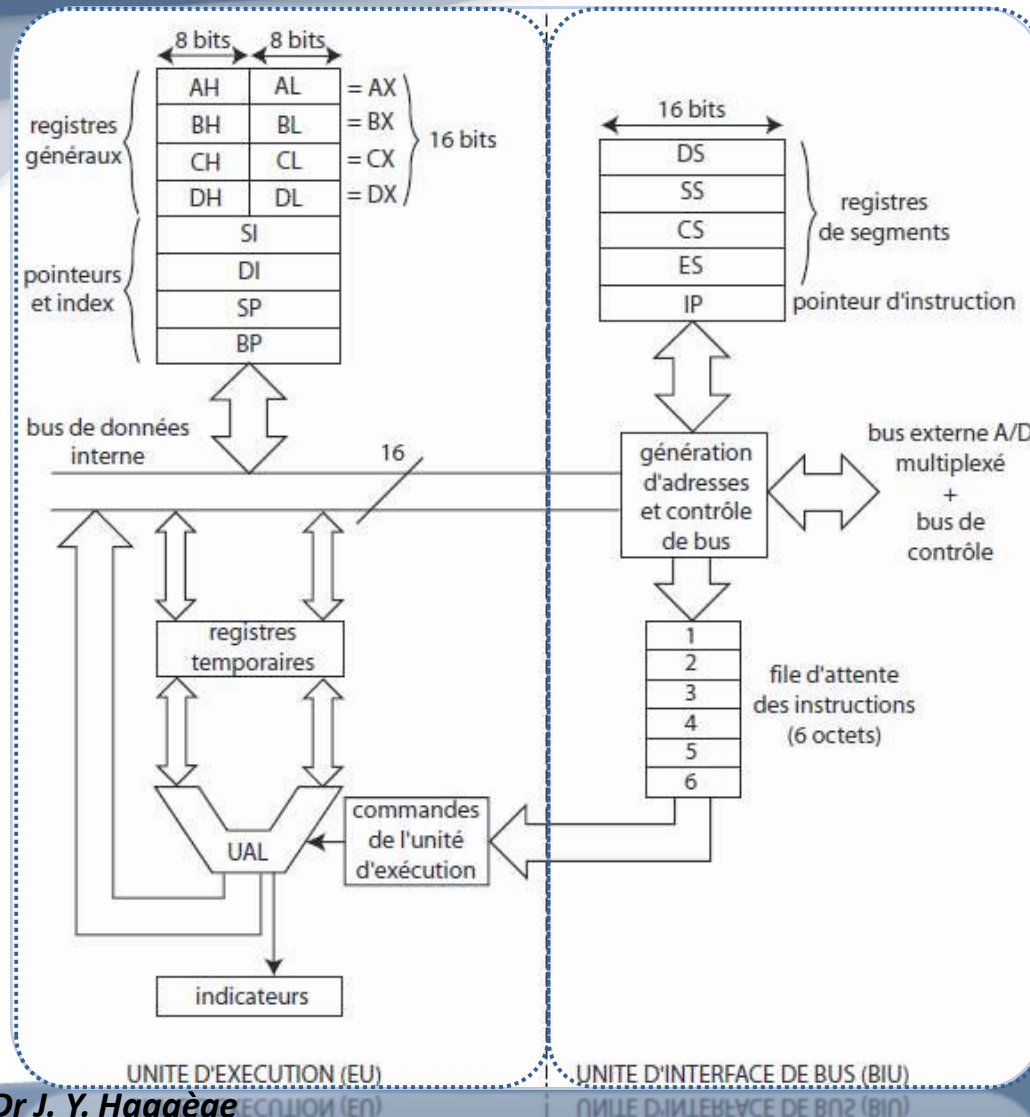 8 bits 8 bits
AH AL = AX
BH BL = BX
CH CL = CX
DH DL = DX
registres
généraux
16 bits
SI
DI
SP
BP
pointeurs
et index
16 bits
DS
SS
CS
ES
IP
registres
de segments
pointeur d'instruction
bus de données
interne
16
génération
d'adresses
et contrôle
de bus
bus externe A/D
multiplexé
+
bus de
contrôle
registres
temporaires
1
2
3
4
5
6
file d'attente
des instructions
(6 octets)
UAL
commandes
de l'unité
d'exécution
indicateurs
UNITE D'EXECUTION (EU)
UNITE D'INTERFACE DE BUS (BIU)
Dr J. Y. Haggège